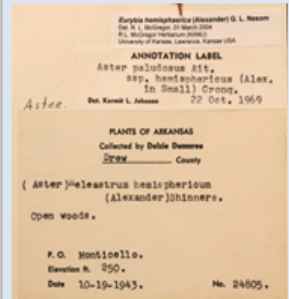 Eurybia hemisphaerica (Alexander) G. L. Nesom
Det. R. L. McGregor, 01 March 2004
R.L. McGregor Herbarium (KANU)
University of Kansas, Lawrence, Kansas USA
ANNOTATION LABEL
Aster paludosus Ait.
ssp. hemisphericus (Alex.
in Small) Cronq.
Det. Kermit L. Johnson 22 Oct. 1969
Aster.
PLANTS OF ARKANSAS
Collected by Delzie Demaree
Drew County
(Aster) Heleastrum hemisphericum
(Alexander)Shinners.
Open woods.
P. O. Monticello.
Elevation ft. 250.
Date 10-19-1943. No. 24805.